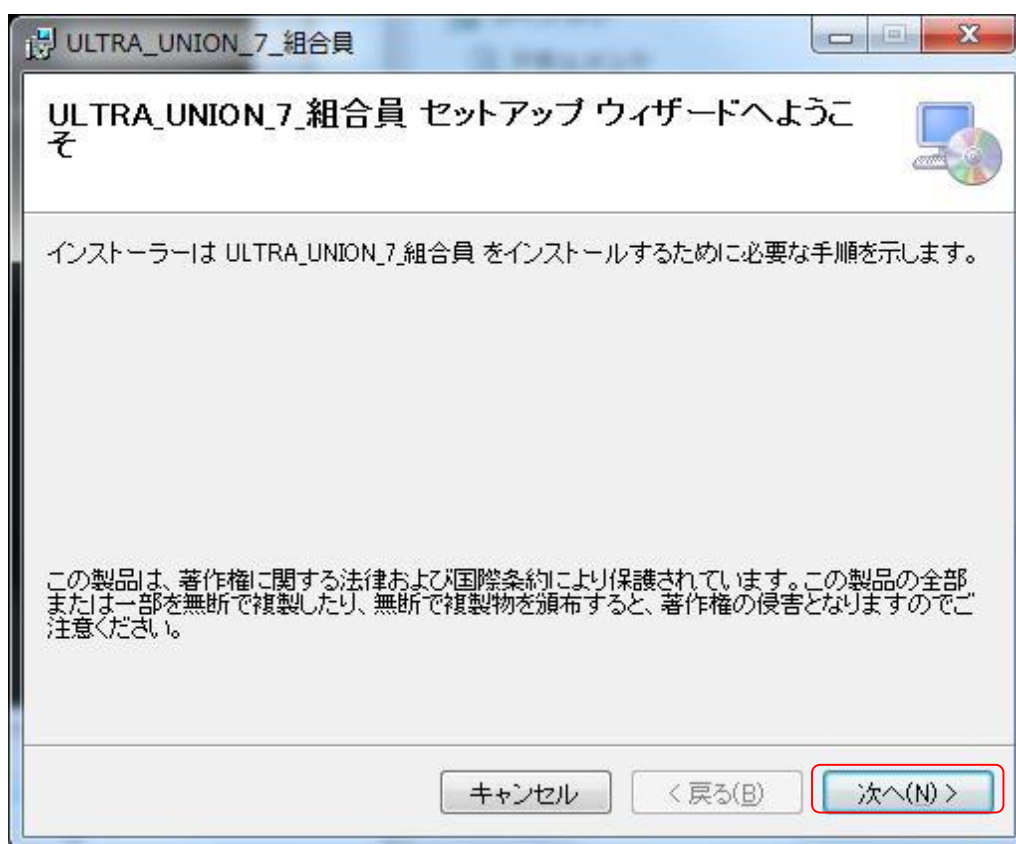 ULTRA_UNION_7_組合員
ULTRA_UNION_7_組合員 セットアップ ウィザードへようこ
そ
インストーラーは ULTRA_UNION_7_組合員 をインストールするために必要な手順を示します。
この製品は、著作権に関する法律および国際条約により保護されています。この製品の全部
または一部を無断で複製したり、無断で複製物を頒布すると、著作権の侵害となりますのでご
注意ください。
キャンセル
< 戻る(B)
次へ(N) >